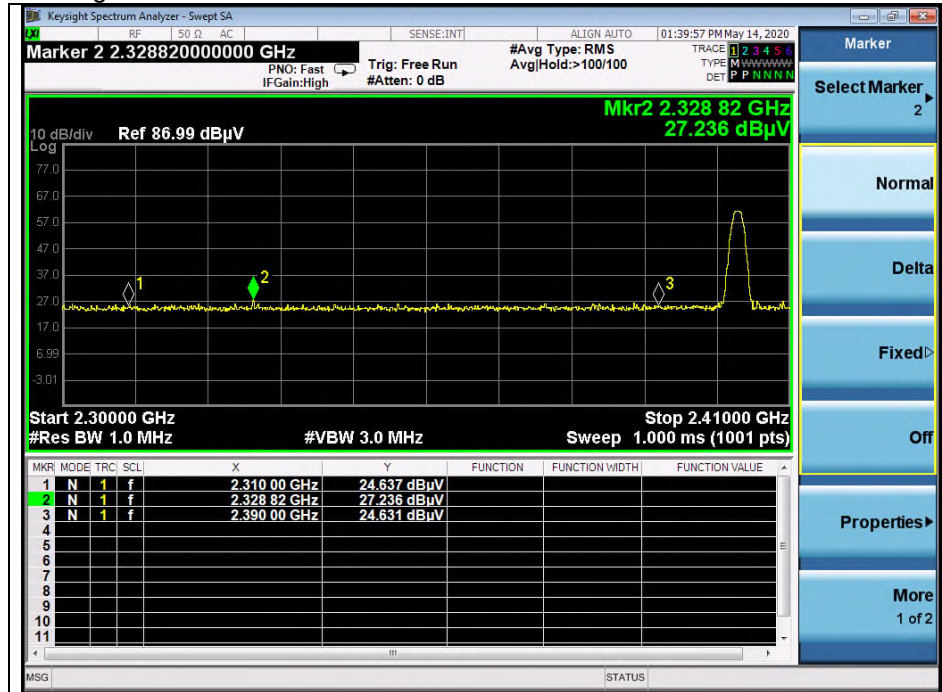 Keysight Spectrum Analyzer - Swept SA
LXI RF 50 Ω AC SENSE:INT ALIGN AUTO 01:39:57 PM May 14, 2020
Marker 2 2.328820000000 GHz
PNO: Fast
IFGain:High
Trig: Free Run
#Atten: 0 dB
#Avg Type: RMS
Avg|Hold:>100/100
TRACE 1 2 3 4 5 6
TYPE M W W W W W
DET P P N N N N
Mkr2 2.328 82 GHz
27.236 dBµV
10 dB/div Ref 86.99 dBµV
Log
77.0
67.0
57.0
47.0
37.0
27.0
17.0
6.99
-3.01
1
2
3
Start 2.30000 GHz Stop 2.41000 GHz
#Res BW 1.0 MHz #VBW 3.0 MHz Sweep 1.000 ms (1001 pts)
MKR MODE TRC SCL X Y FUNCTION FUNCTION WIDTH FUNCTION VALUE
1 N 1 f 2.310 00 GHz 24.637 dBµV
2 N 1 f 2.328 82 GHz 27.236 dBµV
3 N 1 f 2.390 00 GHz 24.631 dBµV
4
5
6
7
8
9
10
11
MSG STATUS
Marker
Select Marker
2
Normal
Delta
Fixed
Off
Properties
More
1 of 2